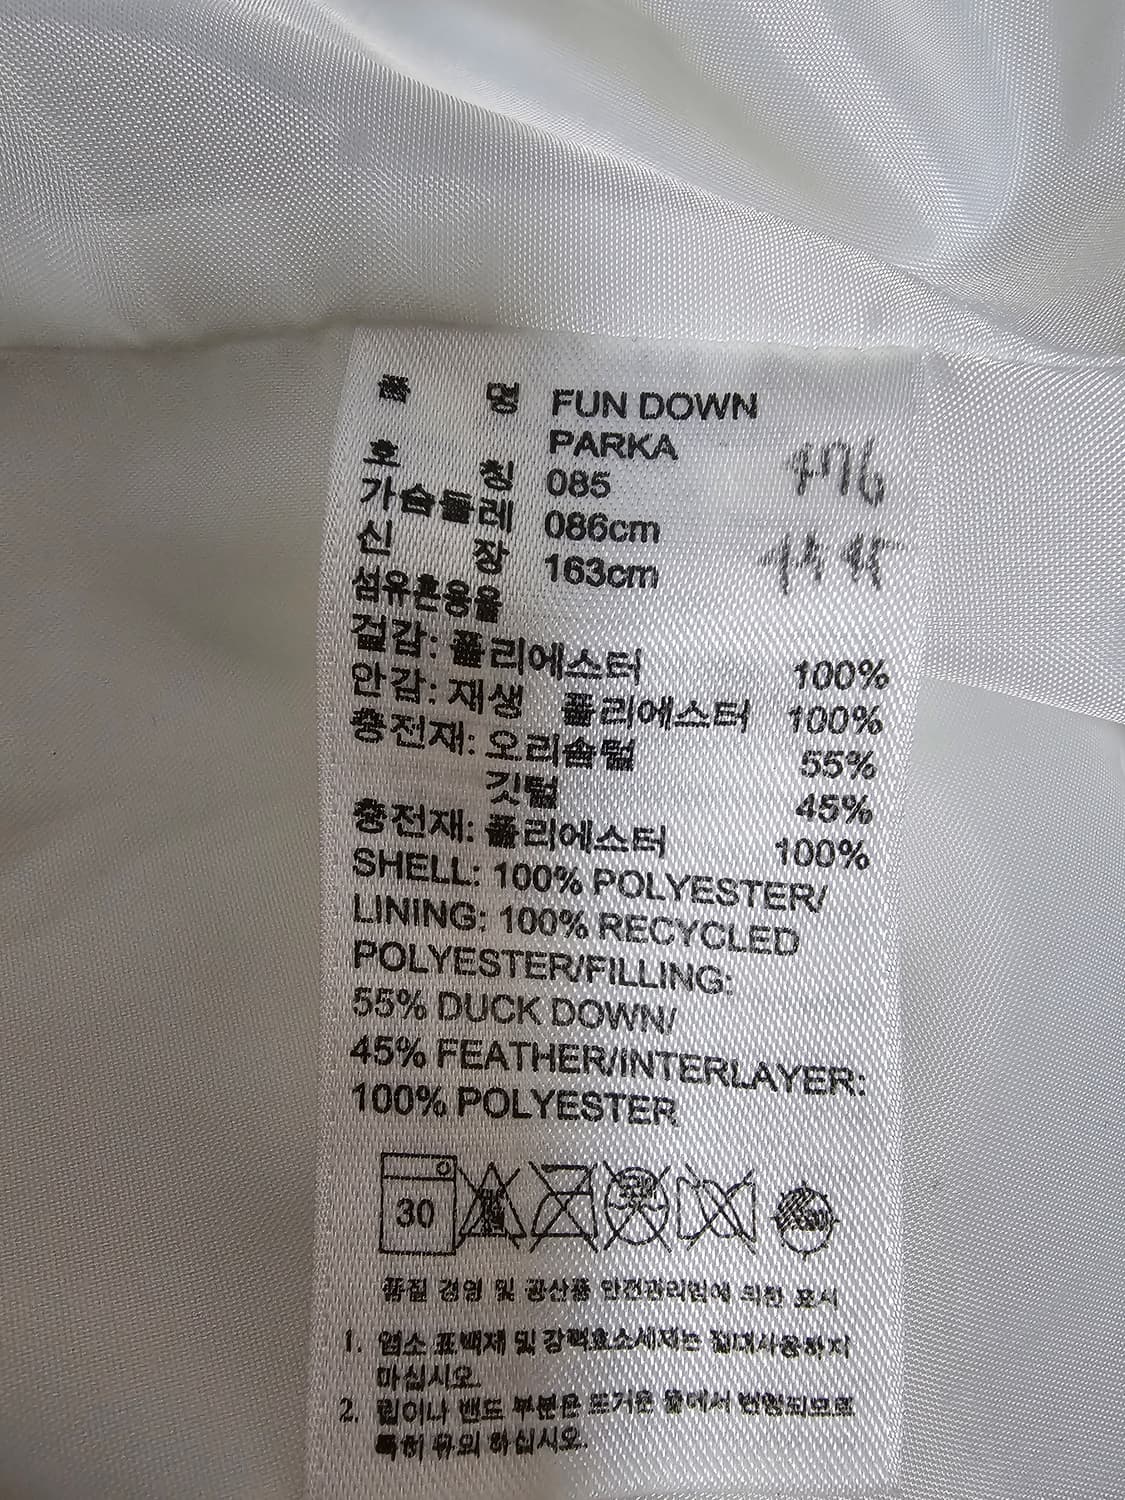 품 명 FUN DOWN
PARKA
호 칭 085
가슴둘레 086cm
신 장 163cm
섬유혼용율
겉감: 폴리에스터 100%
안감: 재생 폴리에스터 100%
충전재: 오리솜털 55%
깃털 45%
충전재: 폴리에스터 100%
SHELL: 100% POLYESTER/
LINING: 100% RECYCLED
POLYESTER/FILLING:
55% DUCK DOWN/
45% FEATHER/INTERLAYER:
100% POLYESTER
30
품질 경영 및 공산품 안전관리법에 의한 표시
1. 염소 표백재 및 강력효소세재는 절대사용하지
마십시오.
2. 립이나 밴드 부분은 뜨거운 물에서 변형되므로
특히 유의 하십시오.